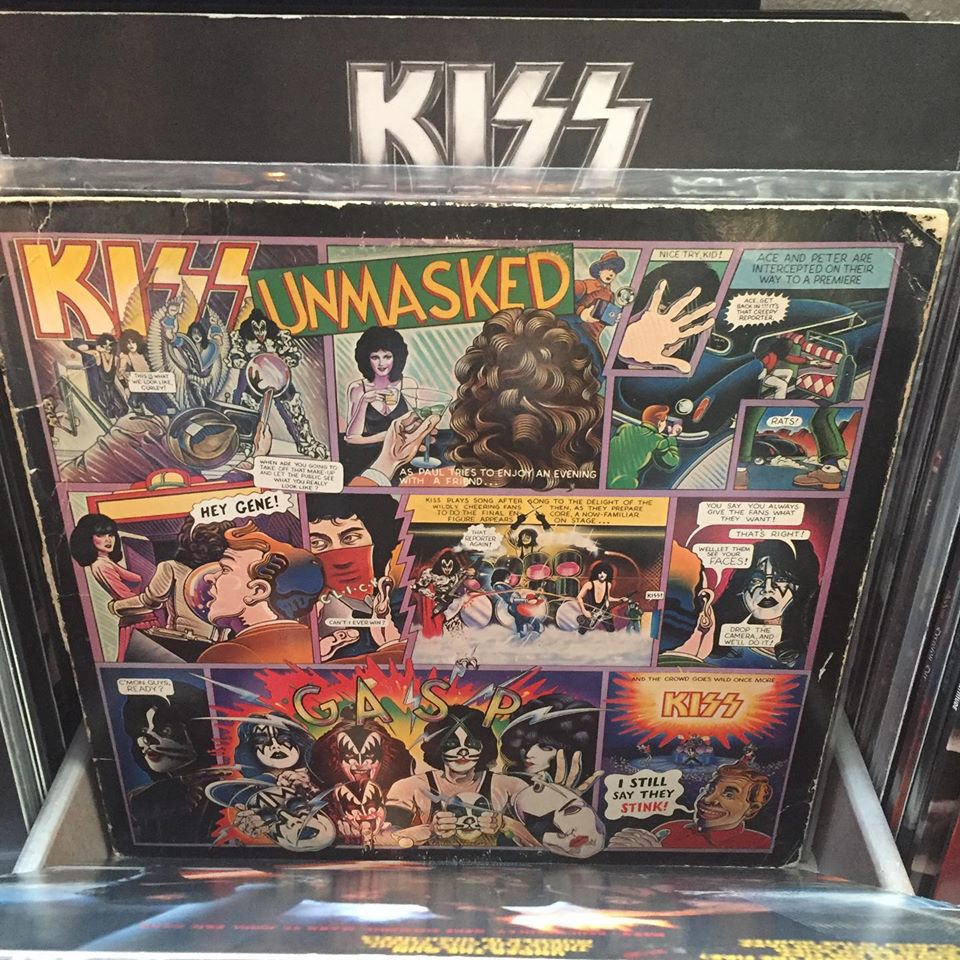 KISS
KISS
UNMASKED
THIS IS WHAT
WE LOOK LIKE,
CURLEY!
WHEN ARE YOU GOING TO
TAKE OFF THAT MAKE-UP
AND LET THE PUBLIC SEE
WHAT YOU REALLY
LOOK LIKE?
AS PAUL TRIES TO ENJOY AN EVENING
WITH A FRIEND...
NICE TRY, KID!
ACE AND PETER ARE
INTERCEPTED ON THEIR
WAY TO A PREMIERE
ACE, GET
BACK IN!!! IT'S
THAT CREEPY
REPORTER.
RATS!
HEY GENE!
C-L-I-C-K
CAN'T I EVER WIN?
KISS PLAYS SONG AFTER SONG TO THE DELIGHT OF THE
WILDLY CHEERING FANS THEN, AS THEY PREPARE
TO DO THE FINAL ENCORE, A NOW-FAMILIAR
FIGURE APPEARS ON STAGE...
THAT
REPORTER
AGAIN!
KISS!
YOU SAY YOU ALWAYS
GIVE THE FANS WHAT
THEY WANT!
THAT'S RIGHT!
WELL, LET THEM
SEE YOUR
FACES!
DROP THE
CAMERA, AND
WE'LL DO IT!
C'MON GUYS,
READY?
GASP
AND THE CROWD GOES WILD ONCE MORE
KISS
I STILL
SAY THEY
STINK!